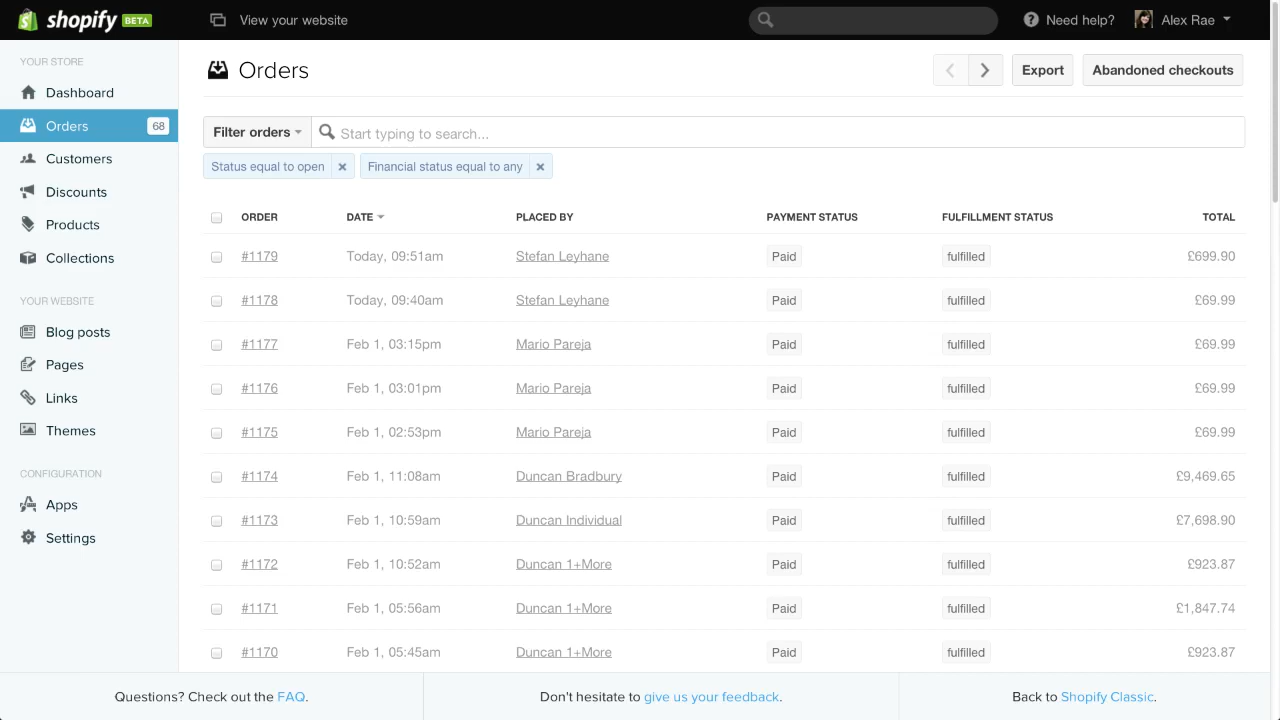 shopify BETA View your website Need help? Alex Rae
YOUR STORE
Dashboard
Orders 68
Customers
Discounts
Products
Collections
YOUR WEBSITE
Blog posts
Pages
Links
Themes
CONFIGURATION
Apps
Settings
Orders Export Abandoned checkouts
Filter orders Start typing to search...
Status equal to open × Financial status equal to any ×
ORDER DATE PLACED BY PAYMENT STATUS FULFILLMENT STATUS TOTAL
#1179 Today, 09:51am Stefan Leyhane Paid fulfilled £699.90
#1178 Today, 09:40am Stefan Leyhane Paid fulfilled £69.99
#1177 Feb 1, 03:15pm Mario Pareja Paid fulfilled £69.99
#1176 Feb 1, 03:01pm Mario Pareja Paid fulfilled £69.99
#1175 Feb 1, 02:53pm Mario Pareja Paid fulfilled £69.99
#1174 Feb 1, 11:08am Duncan Bradbury Paid fulfilled £9,469.65
#1173 Feb 1, 10:59am Duncan Individual Paid fulfilled £7,698.90
#1172 Feb 1, 10:52am Duncan 1+More Paid fulfilled £923.87
#1171 Feb 1, 05:56am Duncan 1+More Paid fulfilled £1,847.74
#1170 Feb 1, 05:45am Duncan 1+More Paid fulfilled £923.87
Questions? Check out the FAQ. Don't hesitate to give us your feedback. Back to Shopify Classic.